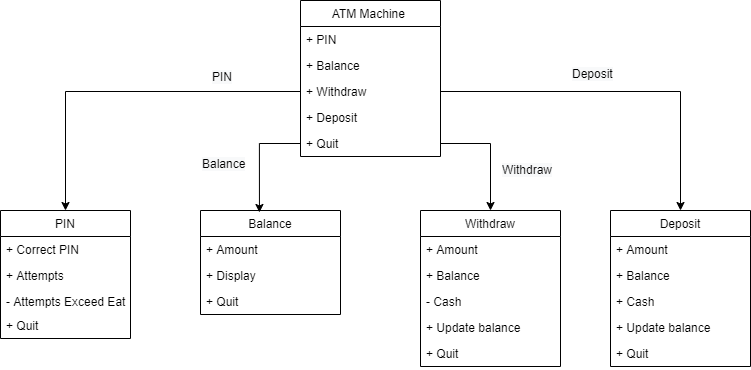 ATM Machine
+ PIN
+ Balance
+ Withdraw
+ Deposit
+ Quit
PIN
Deposit
Balance
Withdraw
PIN
+ Correct PIN
+ Attempts
- Attempts Exceed Eat
+ Quit
Balance
+ Amount
+ Display
+ Quit
Withdraw
+ Amount
+ Balance
- Cash
+ Update balance
+ Quit
Deposit
+ Amount
+ Balance
+ Cash
+ Update balance
+ Quit